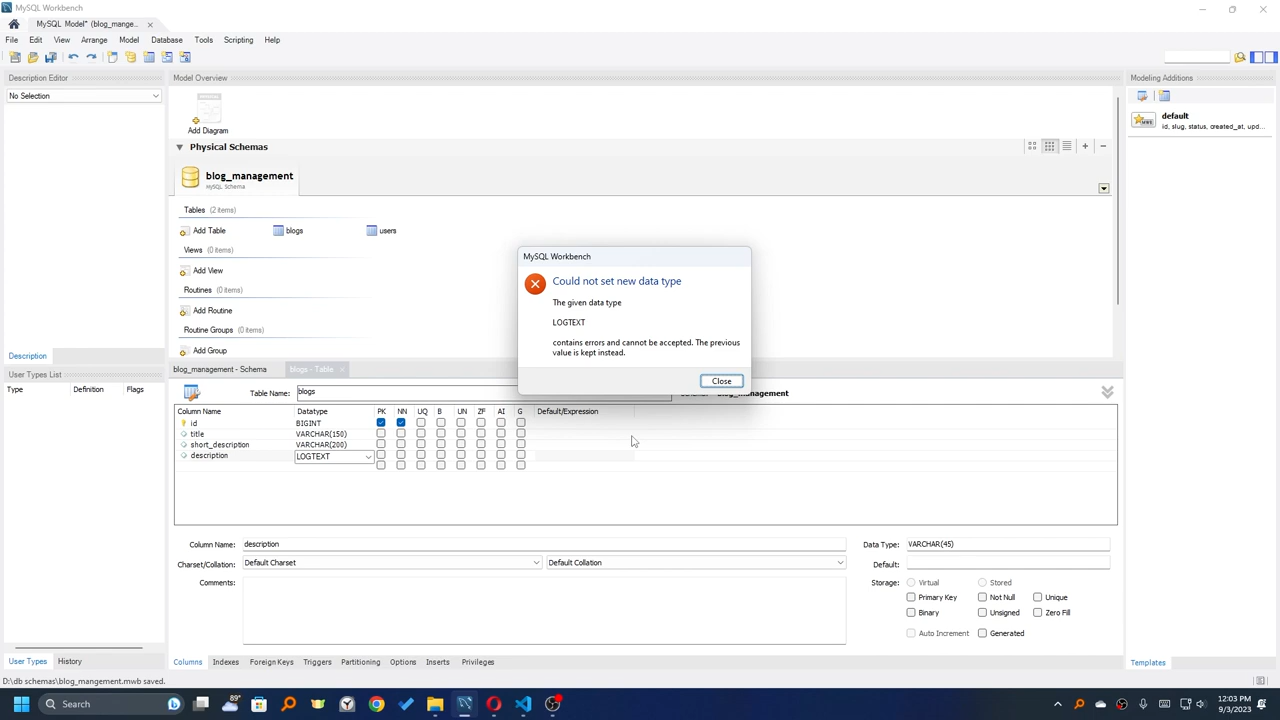 MySQL Workbench
MySQL Model* (blog_mange...
File Edit View Arrange Model Database Tools Scripting Help
Description Editor
No Selection
Model Overview
Modeling Additions
Add Diagram
default
id, slug, status, created_at, upd...
Physical Schemas
blog_management
MySQL Schema
Tables (2 items)
Add Table blogs users
Views (0 items)
Add View
Routines (0 items)
Add Routine
Routine Groups (0 items)
Add Group
MySQL Workbench
Could not set new data type
The given data type
LOGTEXT
contains errors and cannot be accepted. The previous
value is kept instead.
Close
Description
User Types List
Type Definition Flags
blog_management - Schema blogs - Table
Table Name: blogs blog_management
Column Name Datatype PK NN UQ B UN ZF AI G Default/Expression
id BIGINT
title VARCHAR(150)
short_description VARCHAR(200)
description LOGTEXT
Column Name: description Data Type: VARCHAR(45)
Charset/Collation: Default Charset Default Collation Default:
Comments: Storage: Virtual Stored
Primary Key Not Null Unique
Binary Unsigned Zero Fill
Auto Increment Generated
User Types History
Columns Indexes Foreign Keys Triggers Partitioning Options Inserts Privileges
Templates
D:\db schemas\blog_mangement.mwb saved.
Search
89°
12:03 PM
9/3/2023